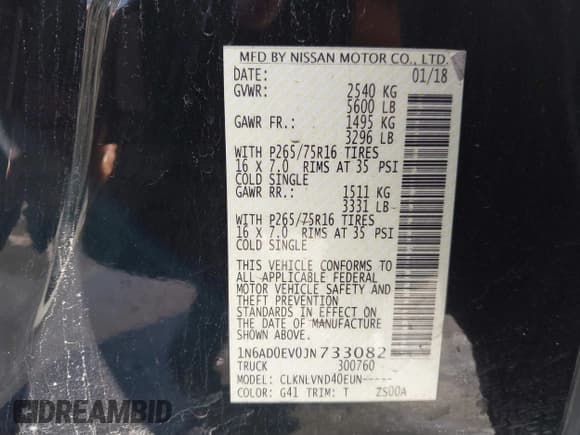 MFD BY NISSAN MOTOR CO., LTD.
DATE: 01/18
GVWR: 2540 KG
5600 LB
GAWR FR.: 1495 KG
3296 LB
WITH P265/75R16 TIRES
16 X 7.0 RIMS AT 35 PSI
COLD SINGLE
GAWR RR.: 1511 KG
3331 LB
WITH P265/75R16 TIRES
16 X 7.0 RIMS AT 35 PSI
COLD SINGLE
THIS VEHICLE CONFORMS TO
ALL APPLICABLE FEDERAL
MOTOR VEHICLE SAFETY AND
THEFT PREVENTION
STANDARDS IN EFFECT ON
THE DATE OF MANUFACTURE
SHOWN ABOVE.
1N6AD0EV0JN733082
TRUCK 300760
MODEL: CLKNLVND40EUN-----
COLOR: G41 TRIM: T ZS00A
DREAMBID